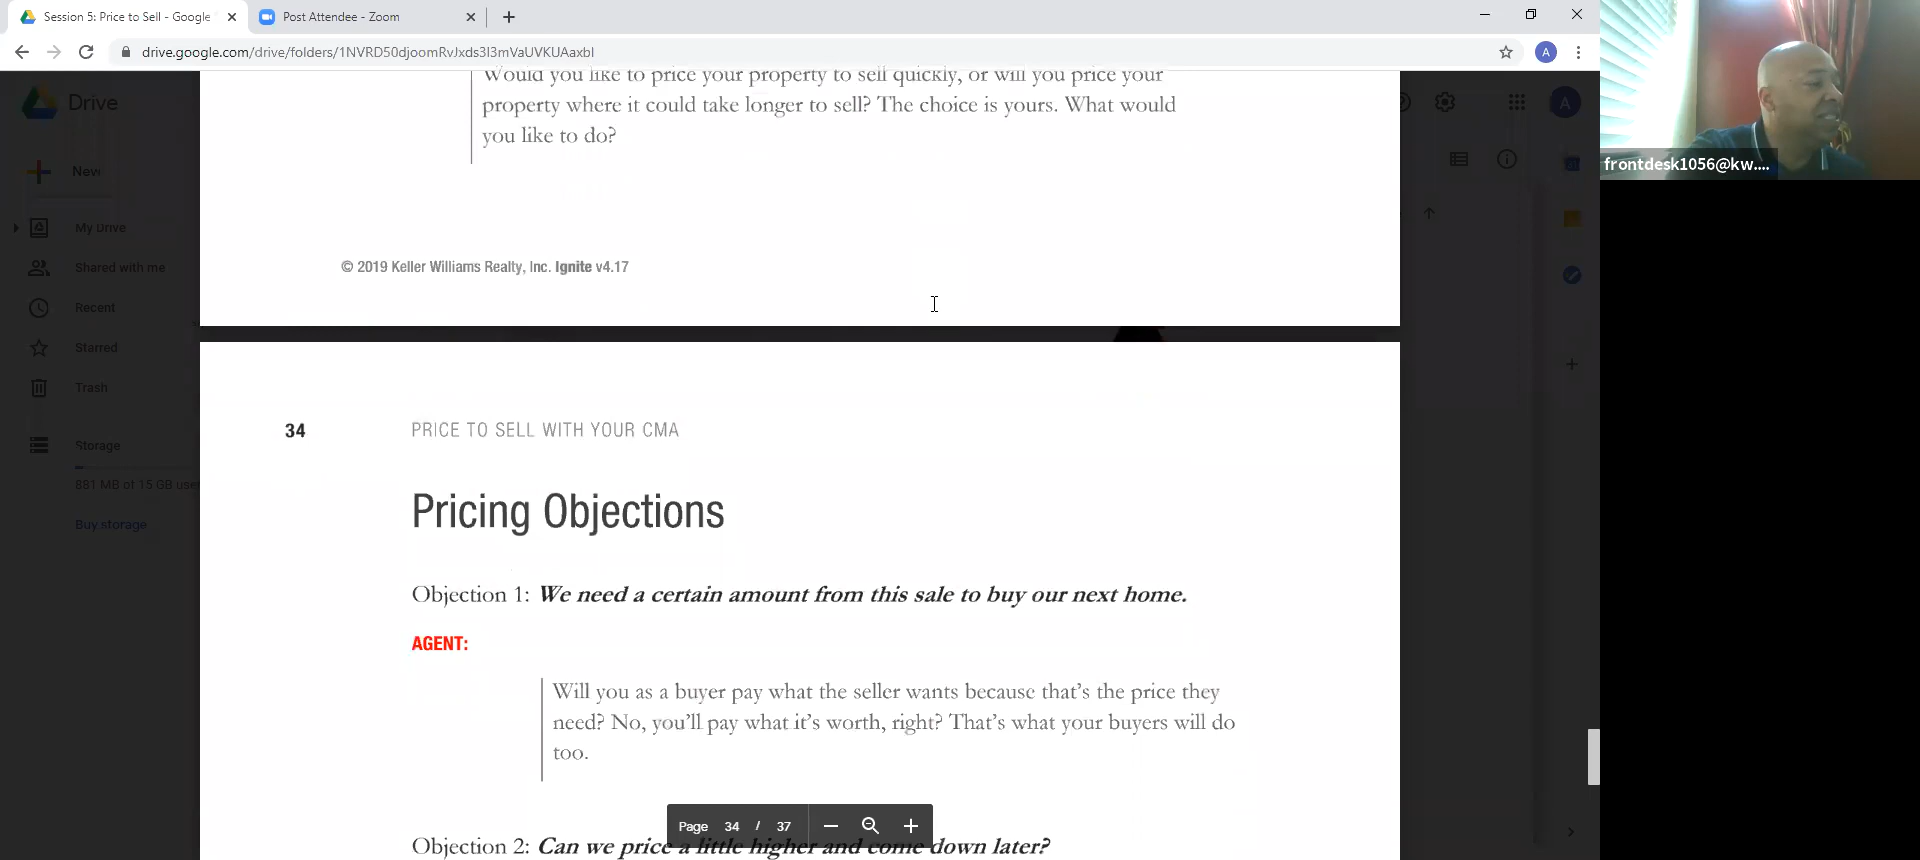 Session 5: Price to Sell - Google
Post Attendee - Zoom
drive.google.com/drive/folders/1NVRD50djoomRvJxds3I3mVaUVKUAaxbI
A
Drive
A
New
My Drive
Shared with me
Recent
Starred
Trash
Storage
881 MB of 15 GB used
Buy storage
Would you like to price your property to sell quickly, or will you price your
property where it could take longer to sell? The choice is yours. What would
you like to do?
© 2019 Keller Williams Realty, Inc. Ignite v4.17
34 PRICE TO SELL WITH YOUR CMA
Pricing Objections
Objection 1: We need a certain amount from this sale to buy our next home.
AGENT:
Will you as a buyer pay what the seller wants because that's the price they
need? No, you'll pay what it's worth, right? That's what your buyers will do
too.
Page 34 / 37
Objection 2: Can we price a little higher and come down later?
frontdesk1056@kw....